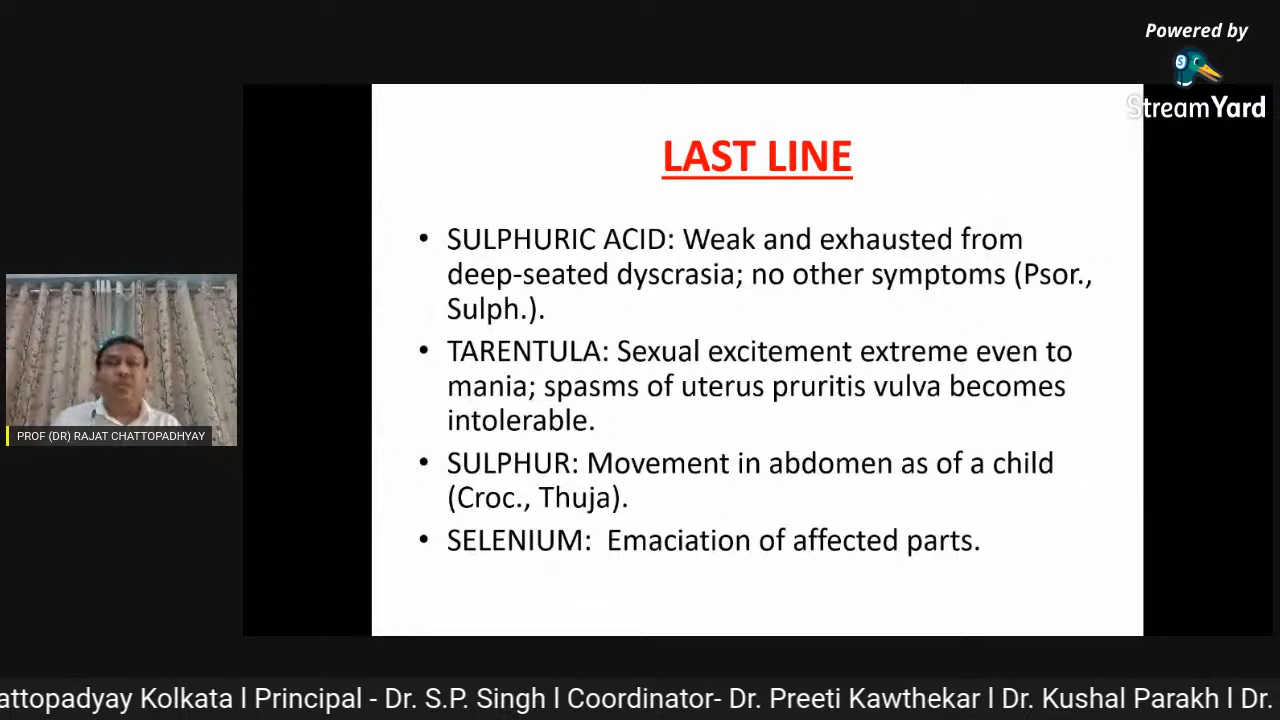 Powered by
StreamYard
LAST LINE
• SULPHURIC ACID: Weak and exhausted from
deep-seated dyscrasia; no other symptoms (Psor.,
Sulph.).
• TARENTULA: Sexual excitement extreme even to
mania; spasms of uterus pruritis vulva becomes
intolerable.
• SULPHUR: Movement in abdomen as of a child
(Croc., Thuja).
• SELENIUM: Emaciation of affected parts.
PROF (DR) RAJAT CHATTOPADHYAY
attopadyay Kolkata l Principal - Dr. S.P. Singh l Coordinator- Dr. Preeti Kawthekar l Dr. Kushal Parakh l Dr.